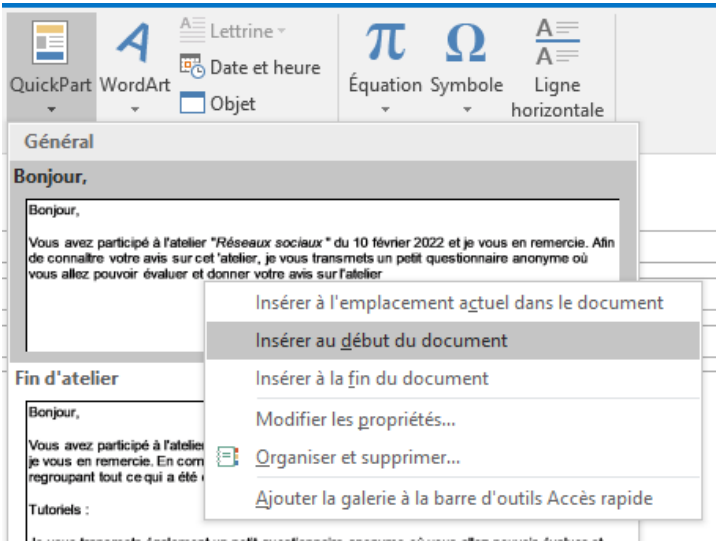 Lettrine
Date et heure
QuickPart WordArt
Objet
Équation Symbole Ligne
horizontale
Général
Bonjour,
Bonjour,
Vous avez participé à l'atelier "Réseaux sociaux " du 10 février 2022 et je vous en remercie. Afin
de connaître votre avis sur cet 'atelier, je vous transmets un petit questionnaire anonyme où
vous allez pouvoir évaluer et donner votre avis sur l'atelier
Insérer à l'emplacement actuel dans le document
Insérer au début du document
Insérer à la fin du document
Modifier les propriétés...
Organiser et supprimer...
Ajouter la galerie à la barre d'outils Accès rapide
Fin d'atelier
Bonjour,
Vous avez participé à l'atelier
je vous en remercie. En com
regroupant tout ce qui a été
Tutoriels :